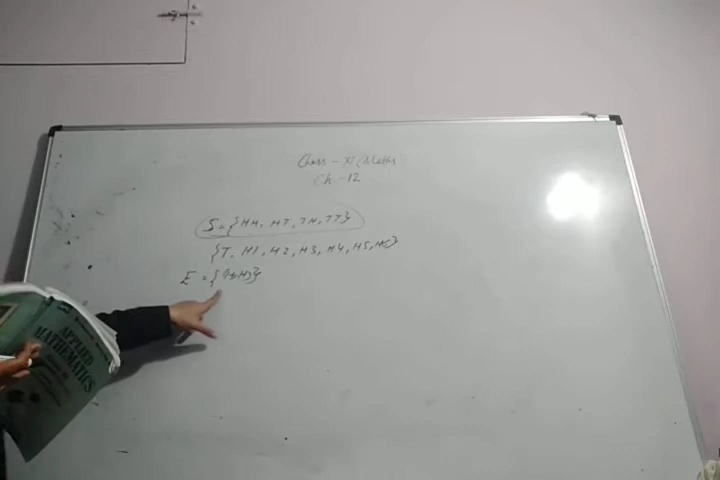 Class - XI (Maths
Ch. - 12
S = {HH, HT, TH, TT}
{T, H1, H2, H3, H4, H5, H6}
E = {
APPLIED
MATHEMATICS